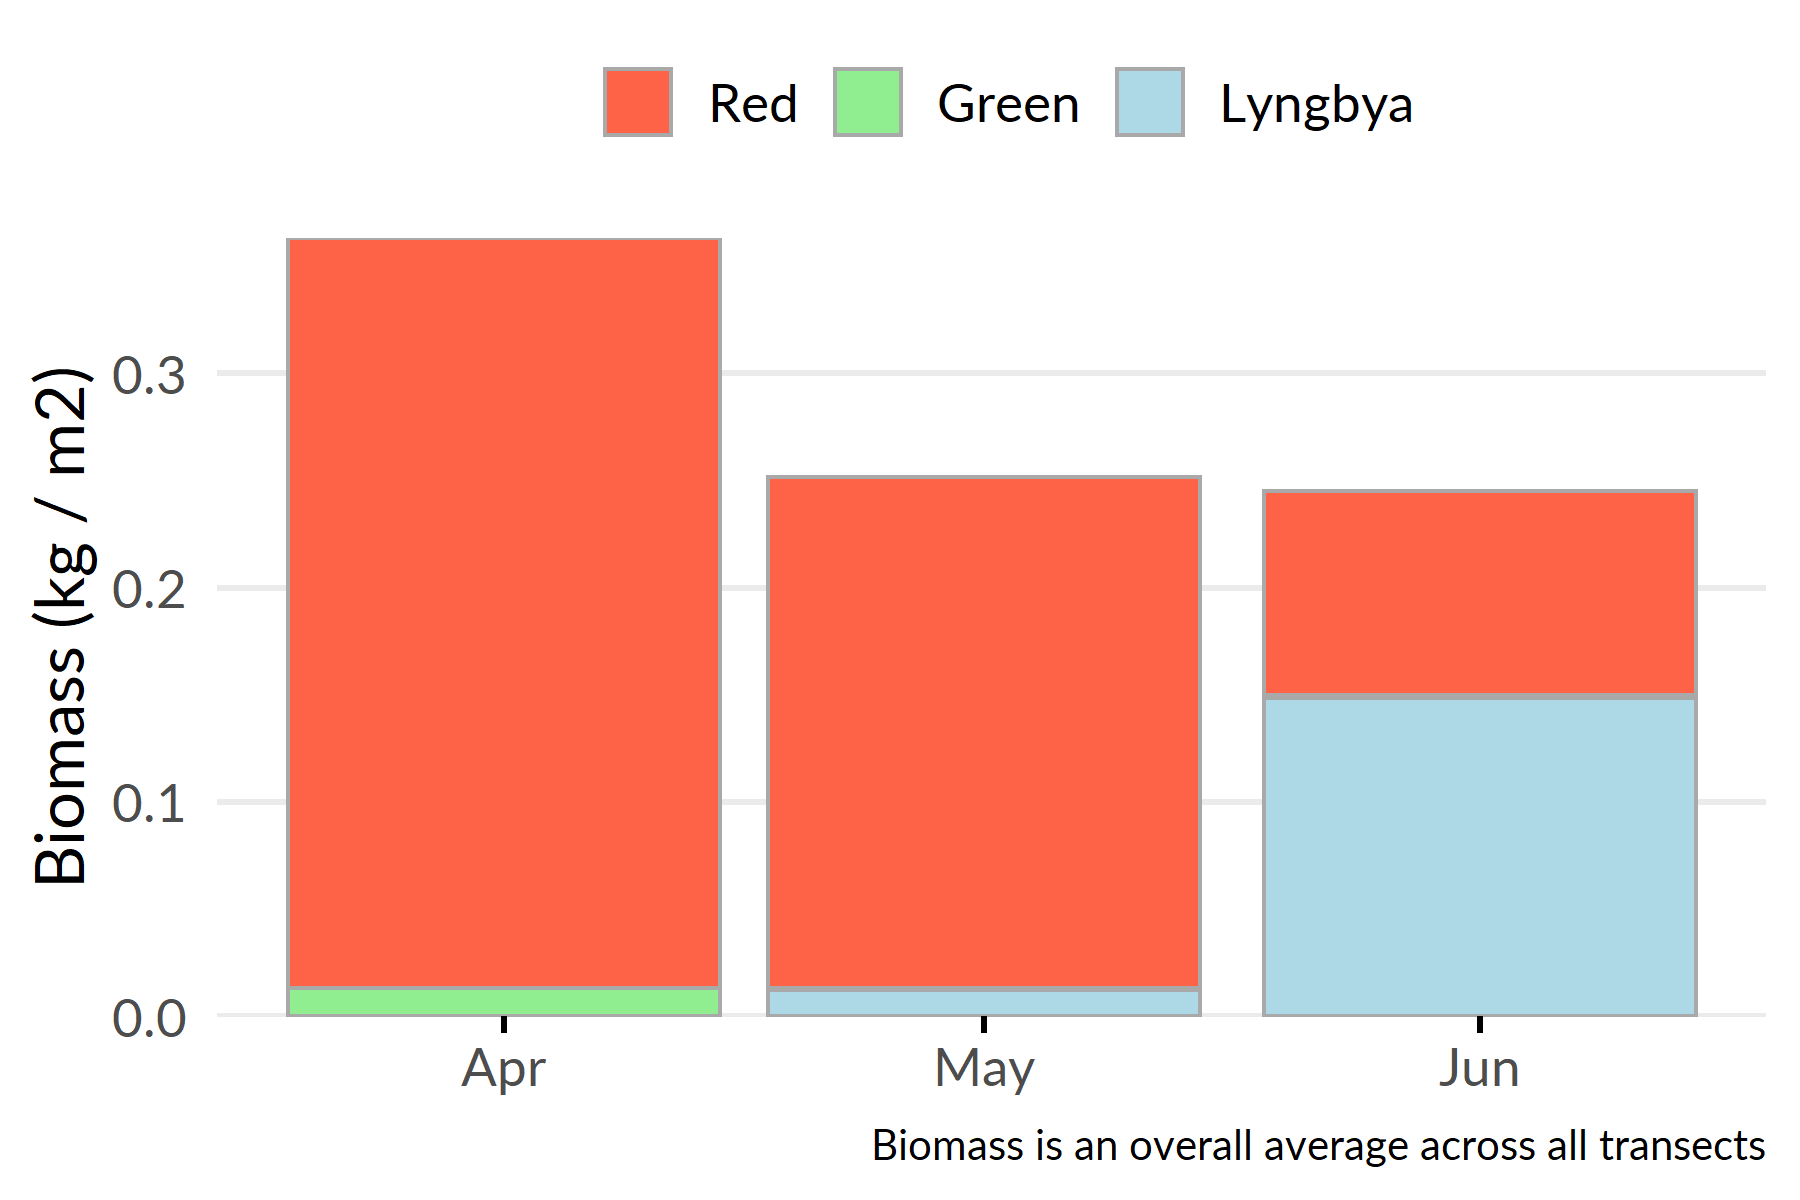 Red Green Lyngbya
Biomass (kg / m2)
0.3
0.2
0.1
0.0
Apr May Jun
Biomass is an overall average across all transects